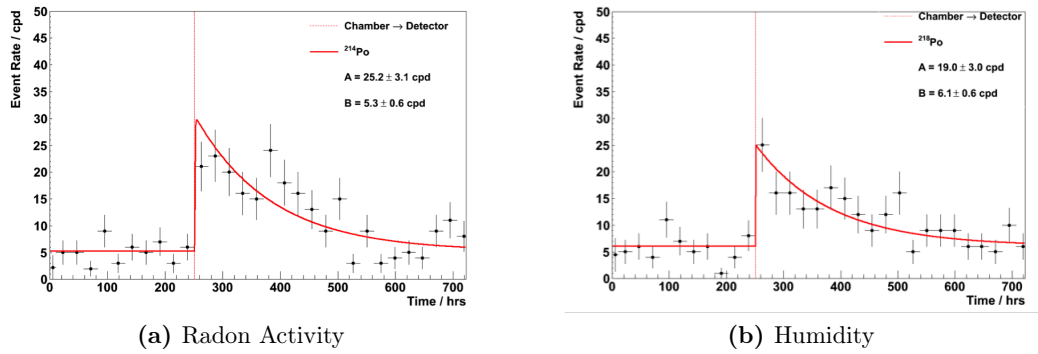 Event Rate / cpd
50
45
40
35
30
25
20
15
10
5
0
0 100 200 300 400 500 600 700
Time / hrs
Chamber → Detector
²¹⁴Po
A = 25.2 ± 3.1 cpd
B = 5.3 ± 0.6 cpd
(a) Radon Activity
Event Rate / cpd
50
45
40
35
30
25
20
15
10
5
0
0 100 200 300 400 500 600 700
Time / hrs
Chamber → Detector
²¹⁸Po
A = 19.0 ± 3.0 cpd
B = 6.1 ± 0.6 cpd
(b) Humidity